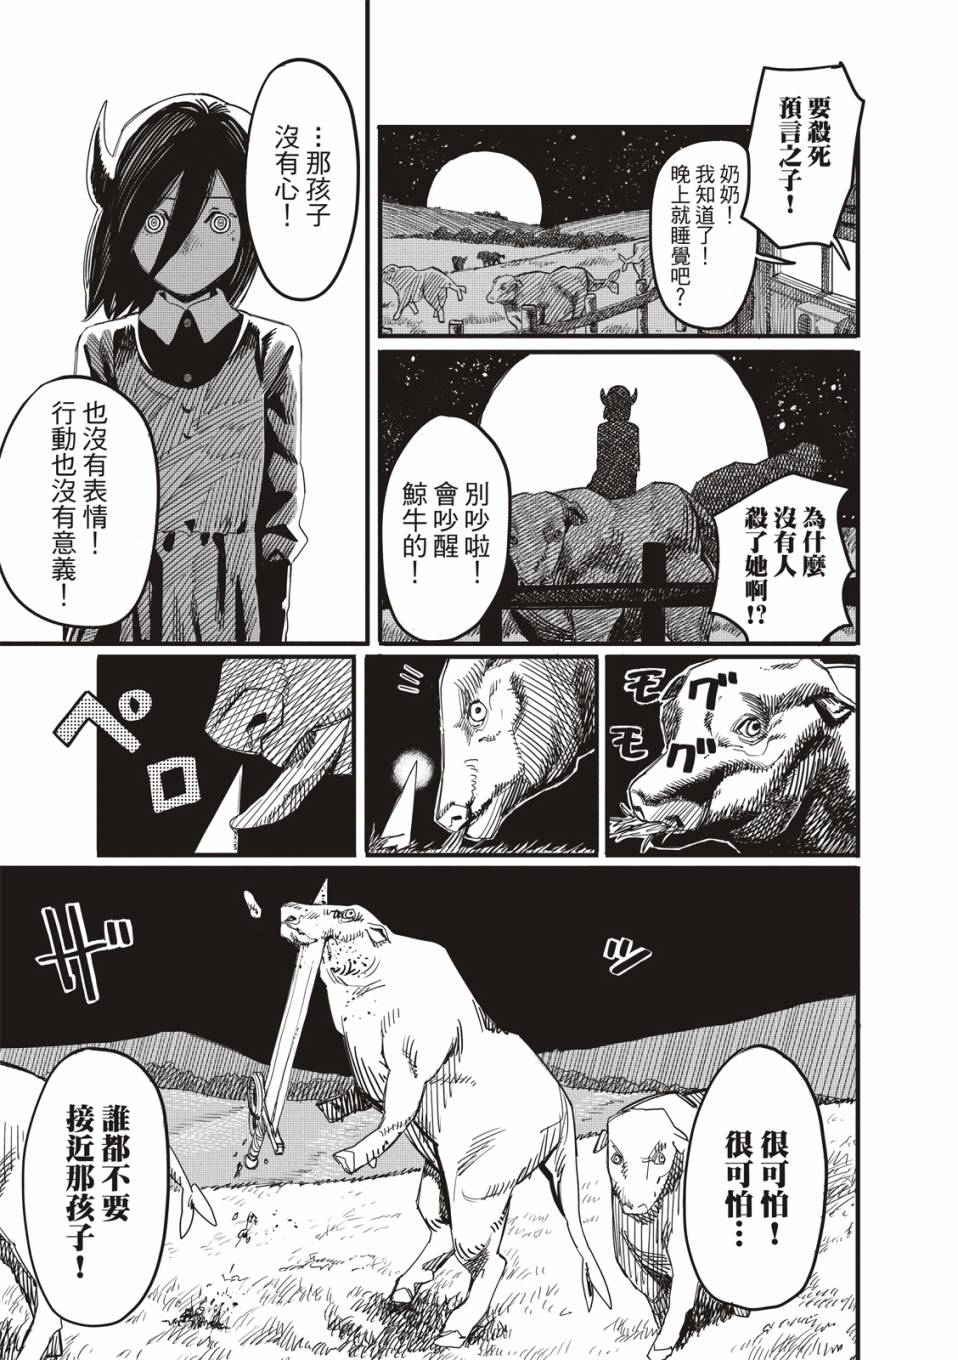 要殺死
預言之子！
奶奶！
我知道了！
晚上就睡覺吧？
為什麼
沒有人
殺了她啊!?
別吵啦！
會吵醒
鯨牛的！
…那孩子
沒有心！
也沒有表情！
行動也沒有意義！
モグ
モグ
ペロ
ザッ
很可怕！
很可怕…
誰都不要
接近那孩子！